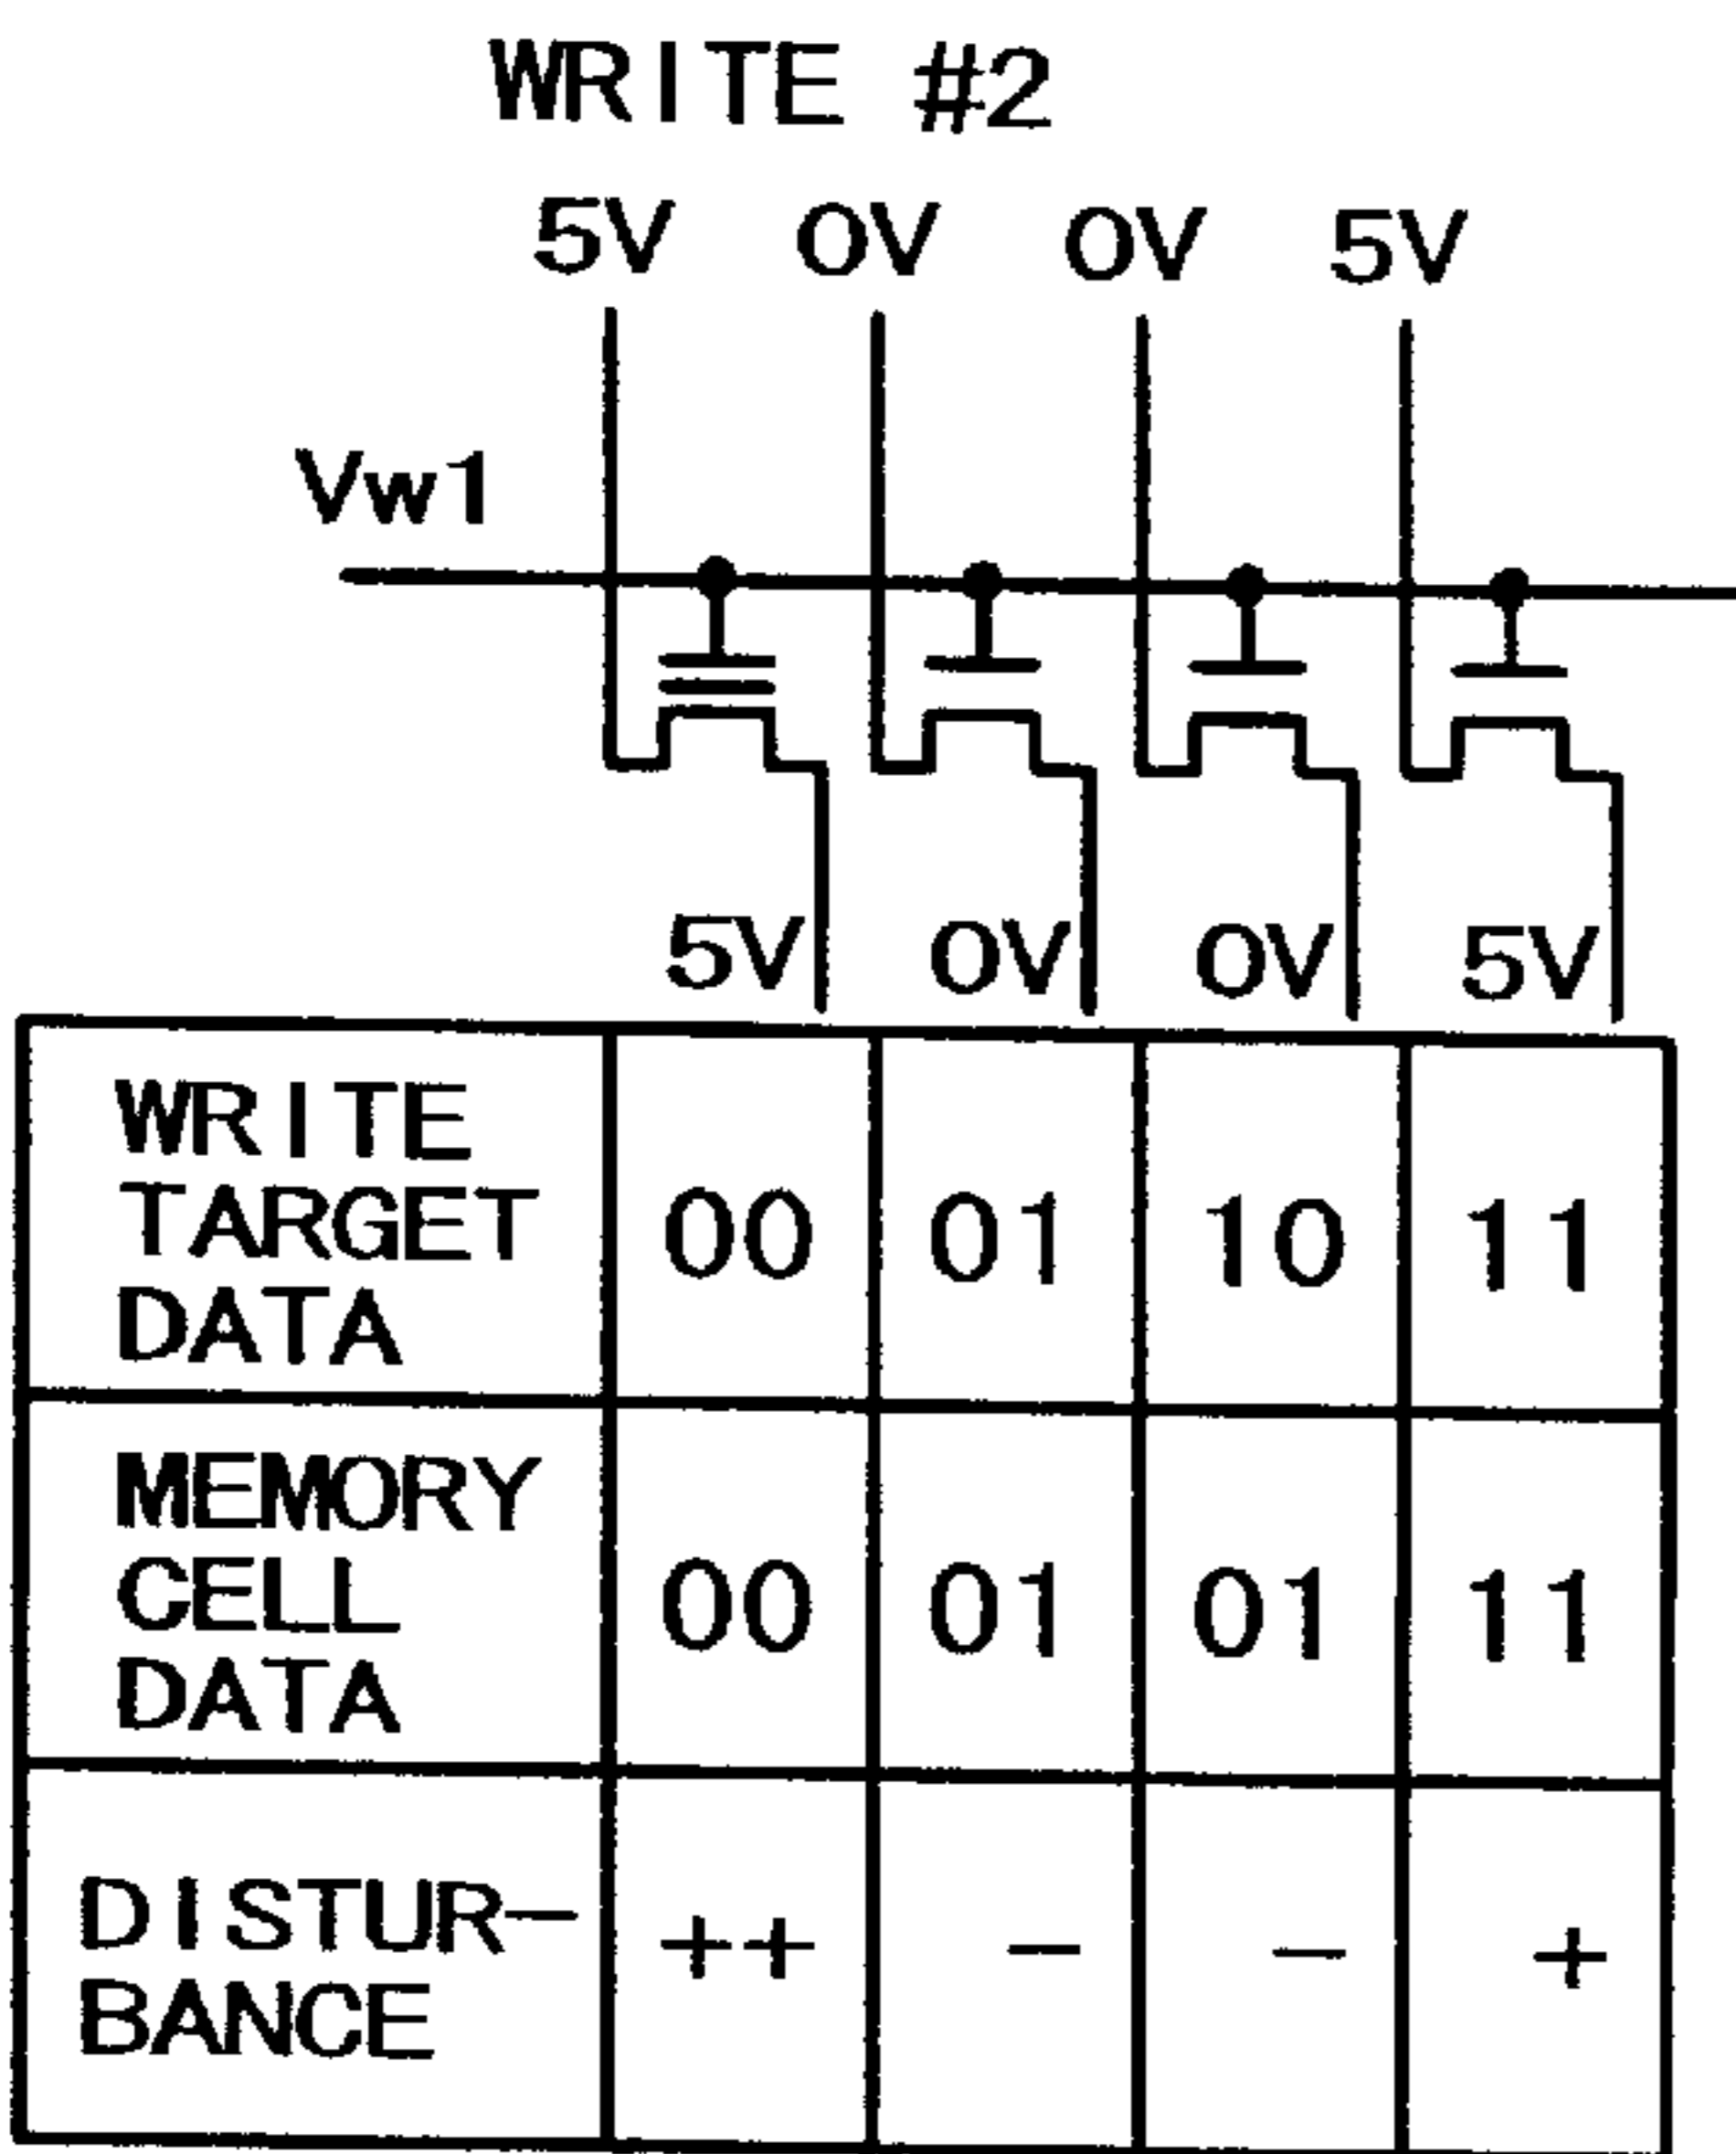 WRITE #2
5V 0V 0V 5V
Vw1
5V 0V 0V 5V
WRITE
TARGET
DATA
00 01 10 11
MEMORY
CELL
DATA
00 01 01 11
DISTUR-
BANCE
++ - - +